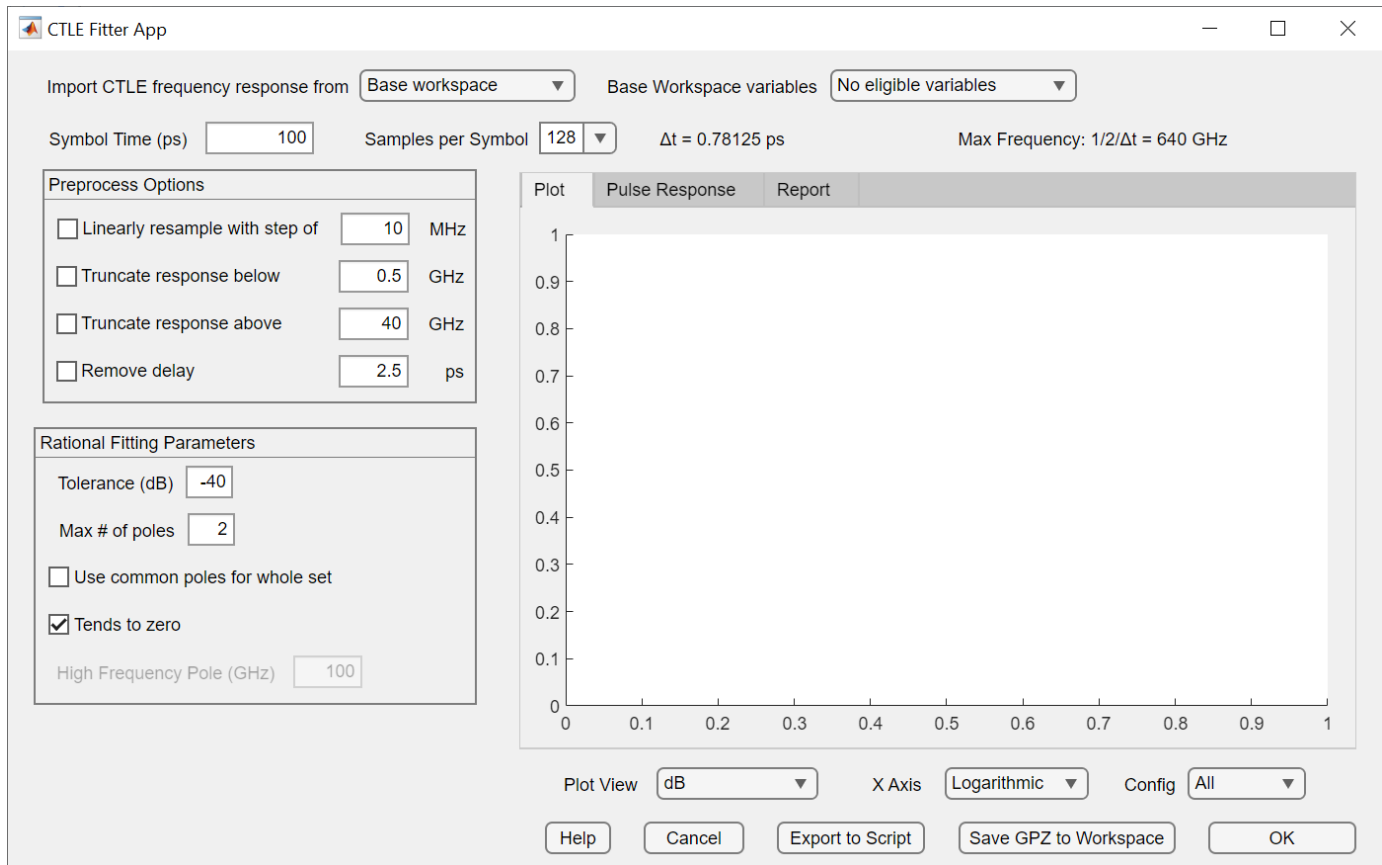 CTLE Fitter App
Import CTLE frequency response from Base workspace Base Workspace variables No eligible variables
Symbol Time (ps) 100 Samples per Symbol 128 Δt = 0.78125 ps Max Frequency: 1/2/Δt = 640 GHz
Preprocess Options
Linearly resample with step of 10 MHz
Truncate response below 0.5 GHz
Truncate response above 40 GHz
Remove delay 2.5 ps
Rational Fitting Parameters
Tolerance (dB) -40
Max # of poles 2
Use common poles for whole set
Tends to zero
High Frequency Pole (GHz) 100
Plot Pulse Response Report
1
0.9
0.8
0.7
0.6
0.5
0.4
0.3
0.2
0.1
0
0 0.1 0.2 0.3 0.4 0.5 0.6 0.7 0.8 0.9 1
Plot View dB X Axis Logarithmic Config All
Help Cancel Export to Script Save GPZ to Workspace OK